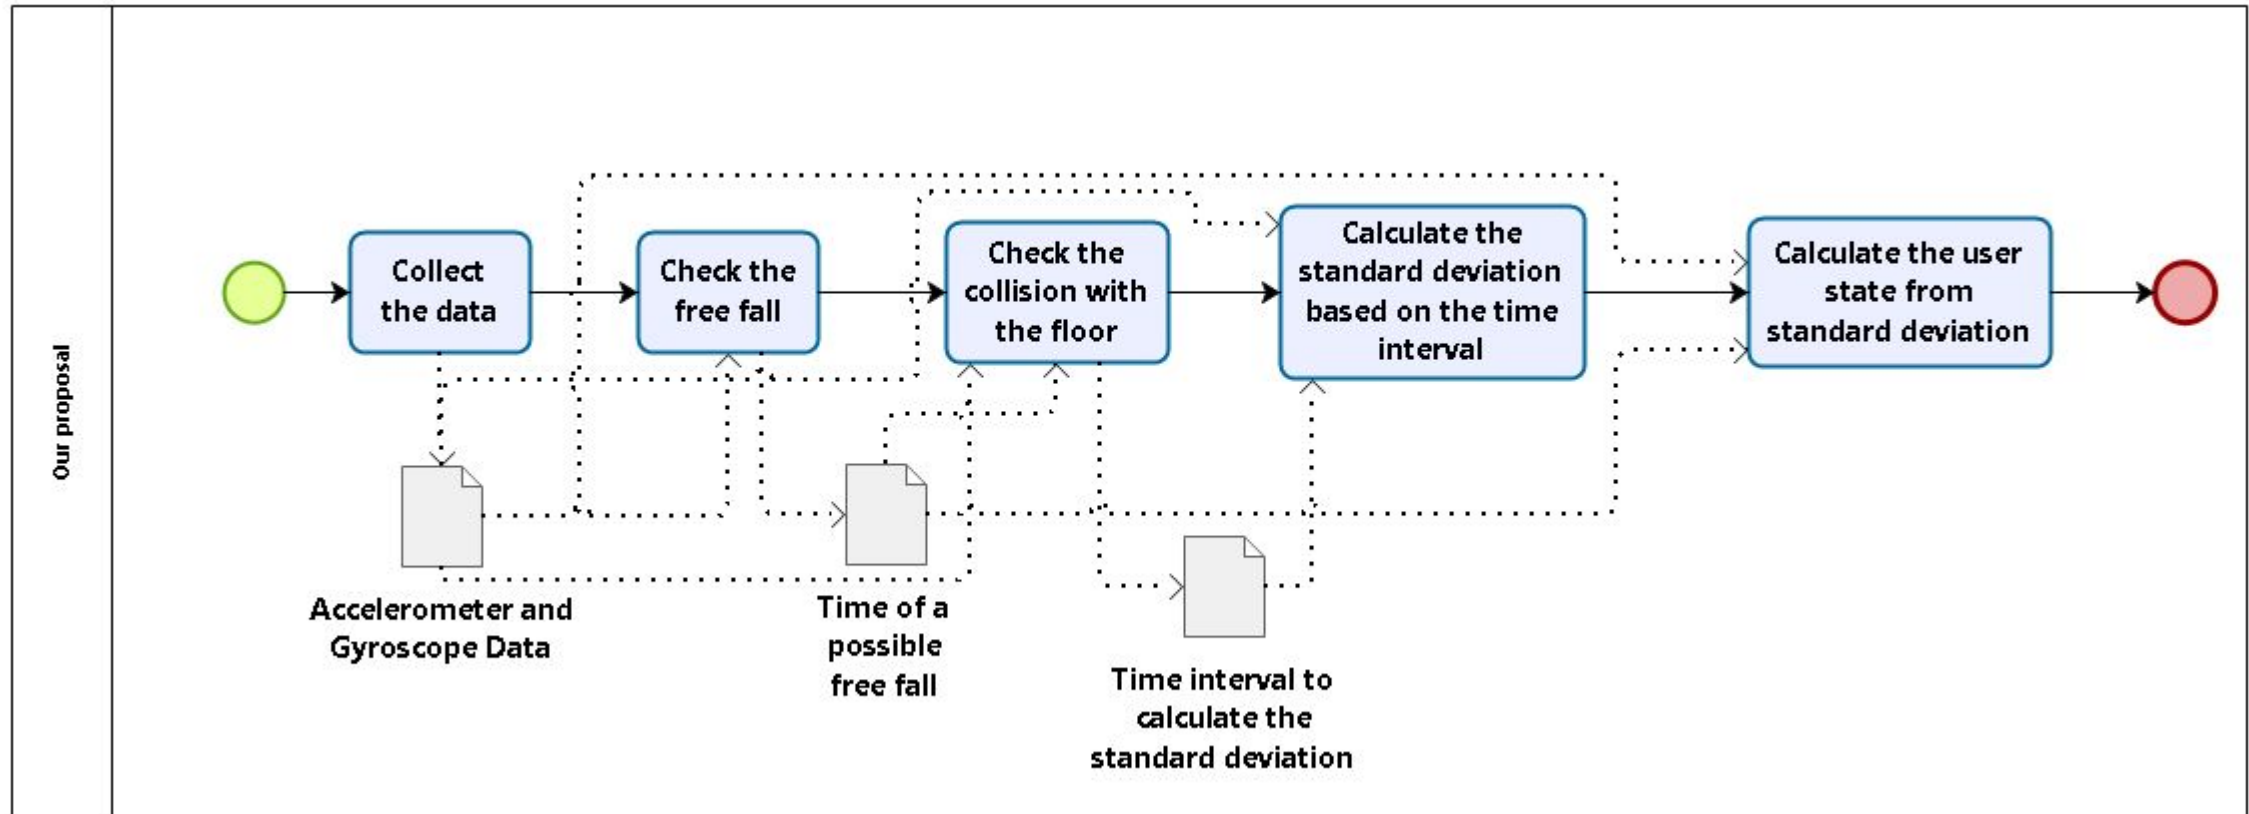 Our proposal
Collect
the data
Check the
free fall
Check the
collision with
the floor
Calculate the
standard deviation
based on the time
interval
Calculate the user
state from
standard deviation
Accelerometer and
Gyroscope Data
Time of a
possible
free fall
Time interval to
calculate the
standard deviation